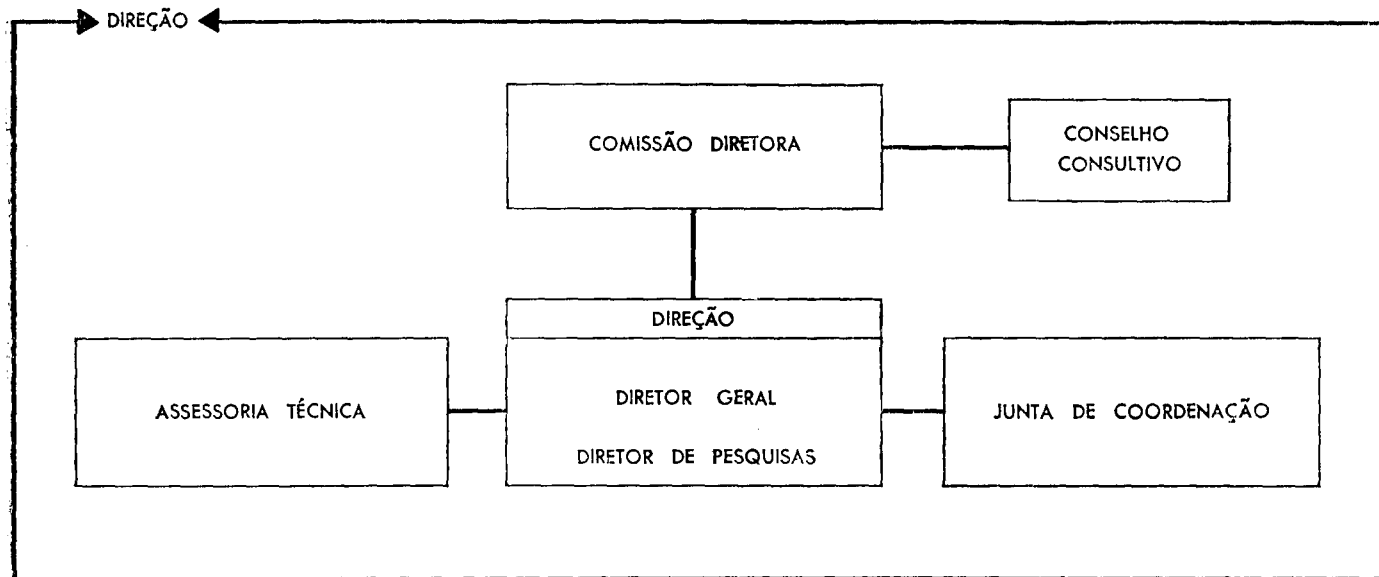 DIREÇÃO
COMISSÃO DIRETORA
CONSELHO
CONSULTIVO
DIREÇÃO
ASSESSORIA TÉCNICA
DIRETOR GERAL
DIRETOR DE PESQUISAS
JUNTA DE COORDENAÇÃO